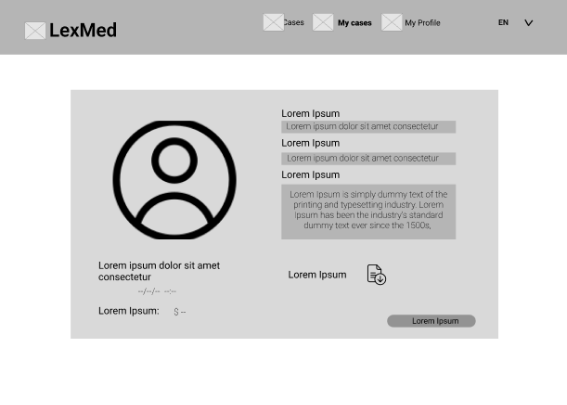 LexMed
Cases
My cases
My Profile
EN
Lorem Ipsum
Lorem ipsum dolor sit amet consectetur
Lorem Ipsum
Lorem ipsum dolor sit amet consectetur
Lorem Ipsum
Lorem Ipsum is simply dummy text of the
printing and typesetting industry. Lorem
Ipsum has been the industry's standard
dummy text ever since the 1500s,
Lorem ipsum dolor sit amet
consectetur
--/--/-- --:--
Lorem Ipsum: $ --
Lorem Ipsum
Lorem Ipsum